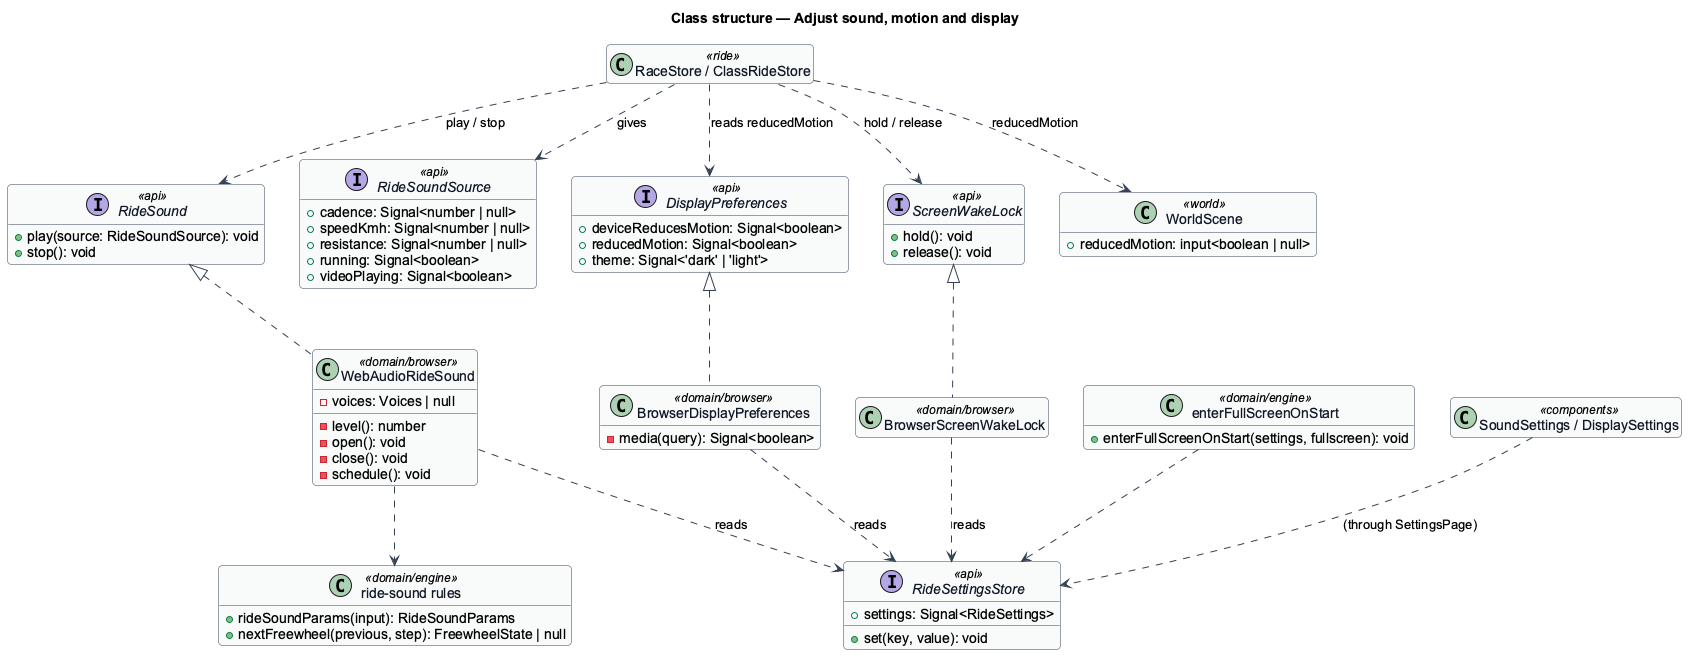 Class structure — Adjust sound, motion and display
«ride»
C RaceStore / ClassRideStore
play / stop
gives
reads reducedMotion
hold / release
reducedMotion
«api»
I RideSound
play(source: RideSoundSource): void
stop(): void
«api»
I RideSoundSource
cadence: Signal<number | null>
speedKmh: Signal<number | null>
resistance: Signal<number | null>
running: Signal<boolean>
videoPlaying: Signal<boolean>
«api»
I DisplayPreferences
deviceReducesMotion: Signal<boolean>
reducedMotion: Signal<boolean>
theme: Signal<'dark' | 'light'>
«api»
I ScreenWakeLock
hold(): void
release(): void
«world»
C WorldScene
reducedMotion: input<boolean | null>
«domain/browser»
C WebAudioRideSound
voices: Voices | null
level(): number
open(): void
close(): void
schedule(): void
«domain/browser»
C BrowserDisplayPreferences
media(query): Signal<boolean>
«domain/browser»
C BrowserScreenWakeLock
«domain/engine»
C enterFullScreenOnStart
enterFullScreenOnStart(settings, fullscreen): void
«components»
C SoundSettings / DisplaySettings
reads
reads
reads
(through SettingsPage)
«domain/engine»
C ride-sound rules
rideSoundParams(input): RideSoundParams
nextFreewheel(previous, step): FreewheelState | null
«api»
I RideSettingsStore
settings: Signal<RideSettings>
set(key, value): void